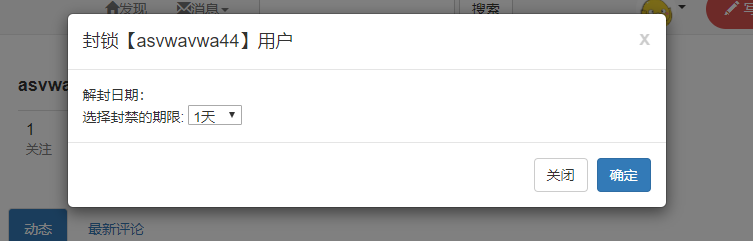 发现
消息
搜索
写
封锁【asvwavwa44】用户
x
asvwa
解封日期:
选择封禁的期限: 1天
1
关注
关闭
确定
动态
最新评论